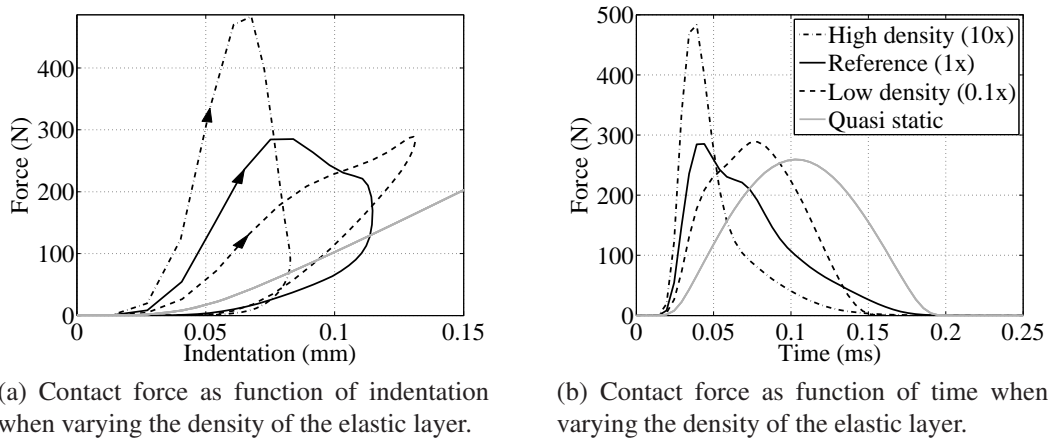 400
300
200
100
0
Force (N)
0
0.05
0.1
0.15
Indentation (mm)
(a) Contact force as function of indentation
when varying the density of the elastic layer.
500
400
300
200
100
0
Force (N)
0
0.05
0.1
0.15
0.2
0.25
Time (ms)
High density (10x)
Reference (1x)
Low density (0.1x)
Quasi static
(b) Contact force as function of time when
varying the density of the elastic layer.